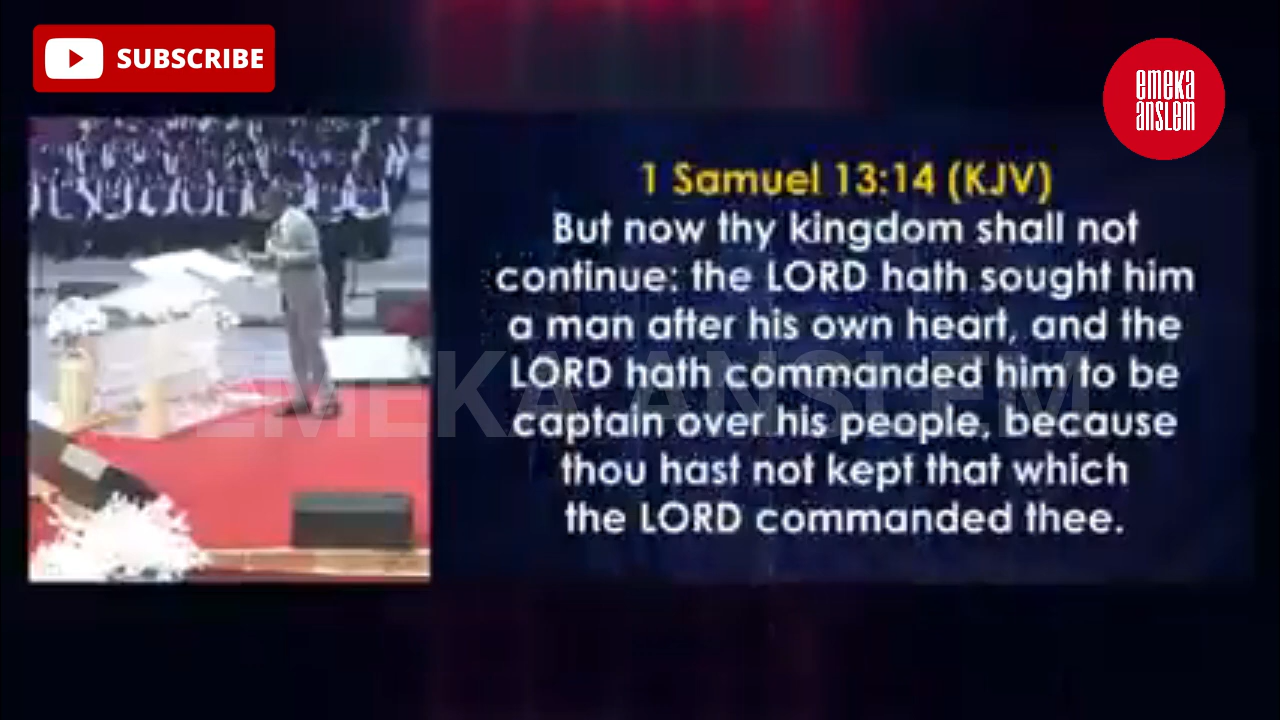 SUBSCRIBE
emeka
anslem
1 Samuel 13:14 (KJV)
But now thy kingdom shall not
continue: the LORD hath sought him
a man after his own heart, and the
LORD hath commanded him to be
captain over his people, because
thou hast not kept that which
the LORD commanded thee.
EMEKA ANSLEM